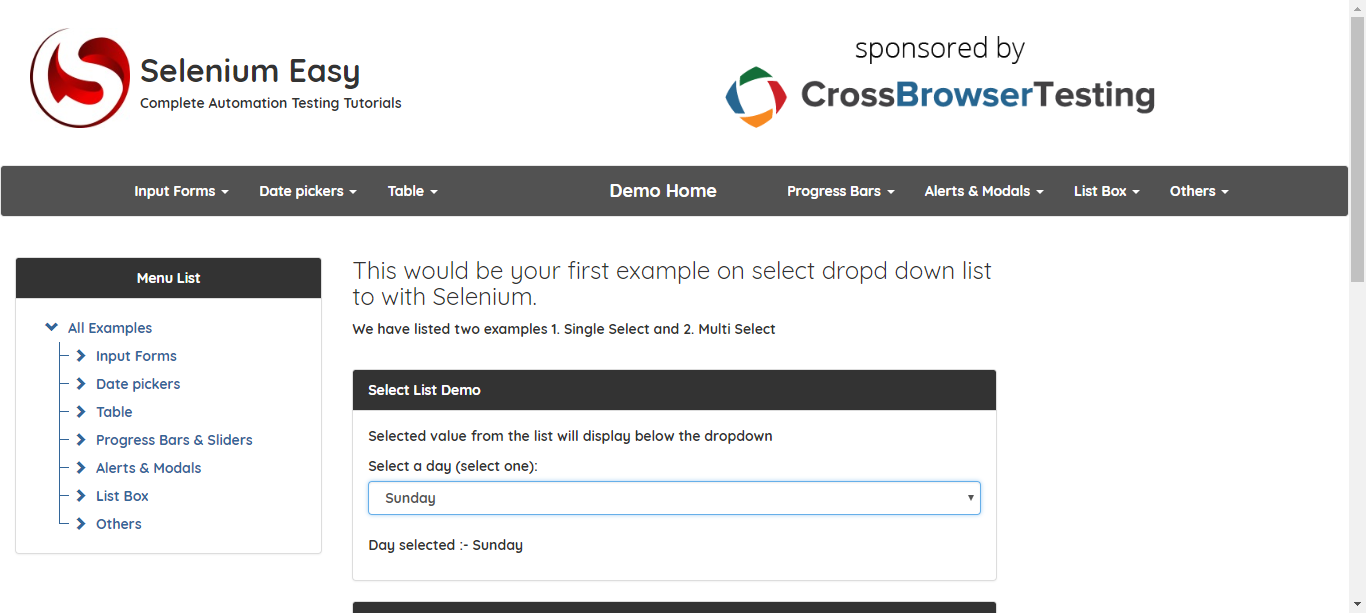 Selenium Easy
Complete Automation Testing Tutorials
sponsored by
CrossBrowserTesting
Input Forms
Date pickers
Table
Demo Home
Progress Bars
Alerts & Modals
List Box
Others
Menu List
All Examples
Input Forms
Date pickers
Table
Progress Bars & Sliders
Alerts & Modals
List Box
Others
This would be your first example on select dropd down list
to with Selenium.
We have listed two examples 1. Single Select and 2. Multi Select
Select List Demo
Selected value from the list will display below the dropdown
Select a day (select one):
Sunday
Day selected :- Sunday